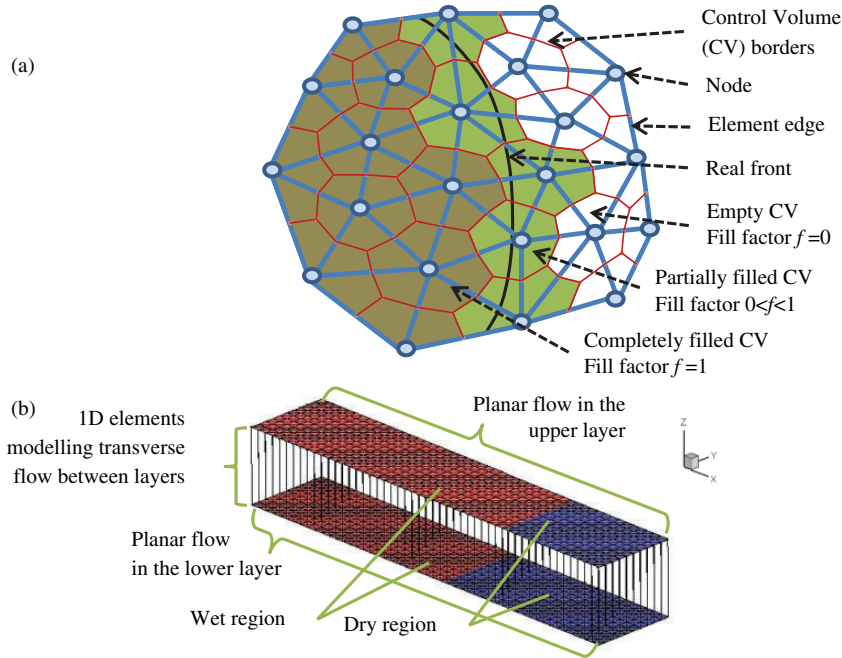 (a)
Control Volume
(CV) borders
Node
Element edge
Real front
Empty CV
Fill factor f =0
Partially filled CV
Fill factor 0<f<1
Completely filled CV
Fill factor f =1
(b)
1D elements
modelling transverse
flow between layers
Planar flow in the
upper layer
Z
Y
X
Planar flow
in the lower layer
Wet region
Dry region